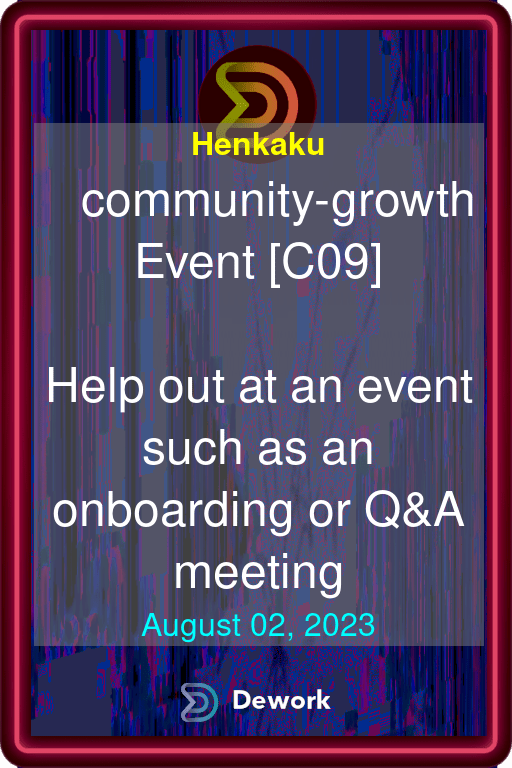 Henkaku
community-growth
Event [C09]
Help out at an event
such as an
onboarding or Q&A
meeting
August 02, 2023
Dework